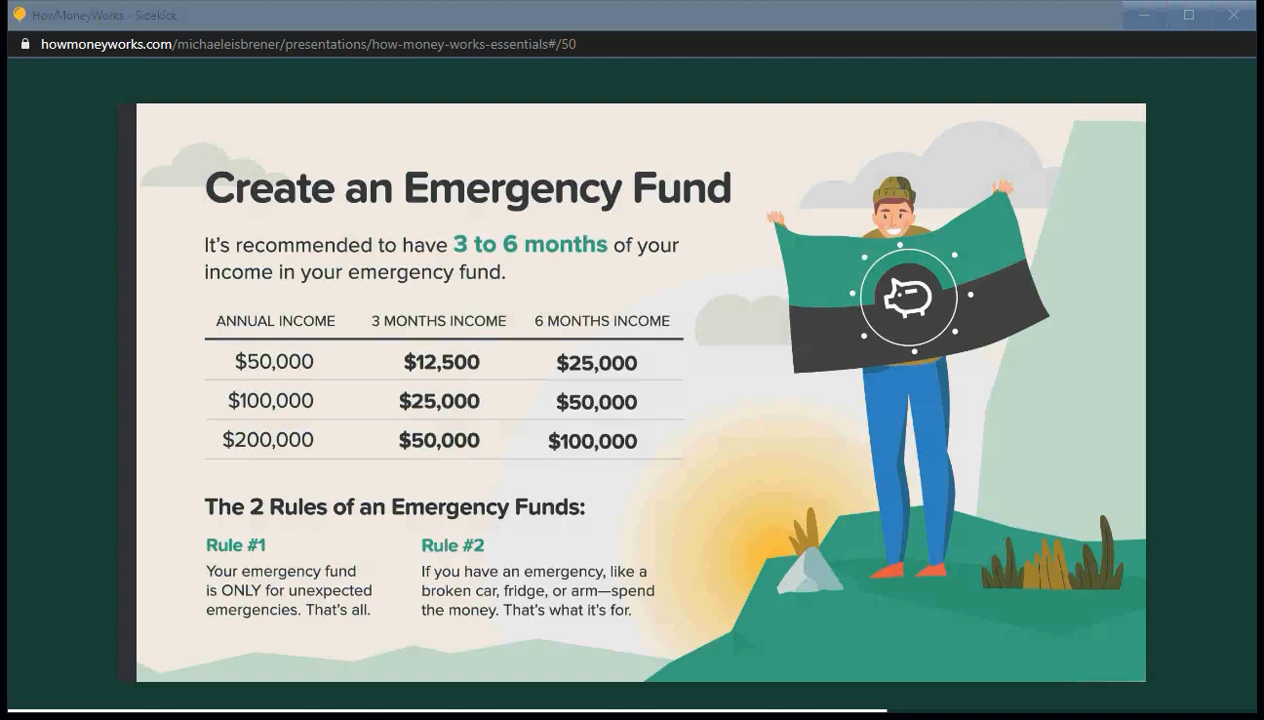 HowMoneyWorks - Sidekick
howmoneyworks.com/michaeleisbrener/presentations/how-money-works-essentials#/50
Create an Emergency Fund
It's recommended to have 3 to 6 months of your
income in your emergency fund.
ANNUAL INCOME 3 MONTHS INCOME 6 MONTHS INCOME
$50,000 $12,500 $25,000
$100,000 $25,000 $50,000
$200,000 $50,000 $100,000
The 2 Rules of an Emergency Funds:
Rule #1
Your emergency fund
is ONLY for unexpected
emergencies. That's all.
Rule #2
If you have an emergency, like a
broken car, fridge, or arm—spend
the money. That's what it's for.